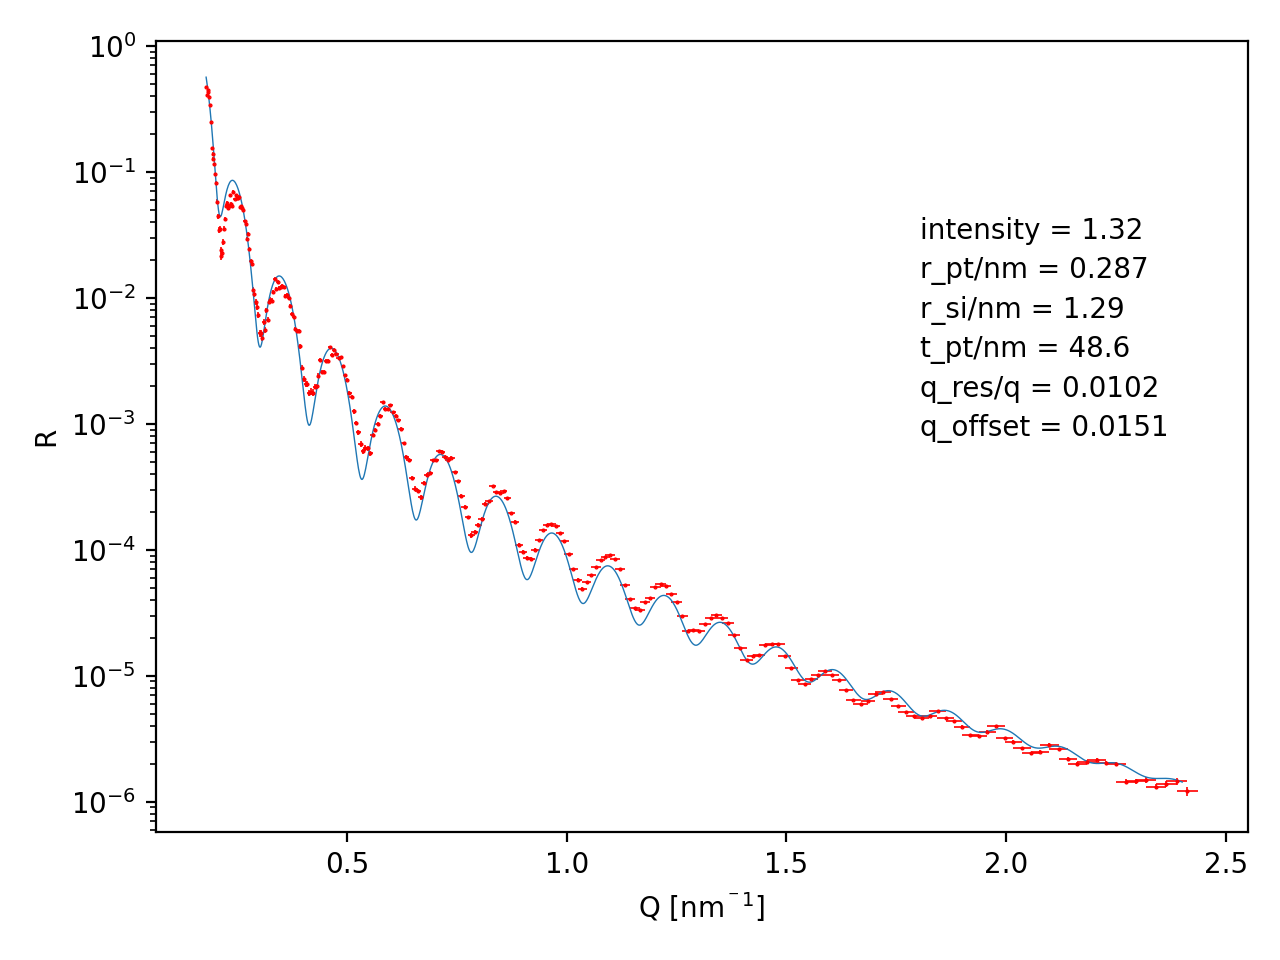 10⁰
10⁻¹
10⁻²
10⁻³
10⁻⁴
10⁻⁵
10⁻⁶
R
intensity = 1.32
r_pt/nm = 0.287
r_si/nm = 1.29
t_pt/nm = 48.6
q_res/q = 0.0102
q_offset = 0.0151
0.5 1.0 1.5 2.0 2.5
Q [nm⁻¹]